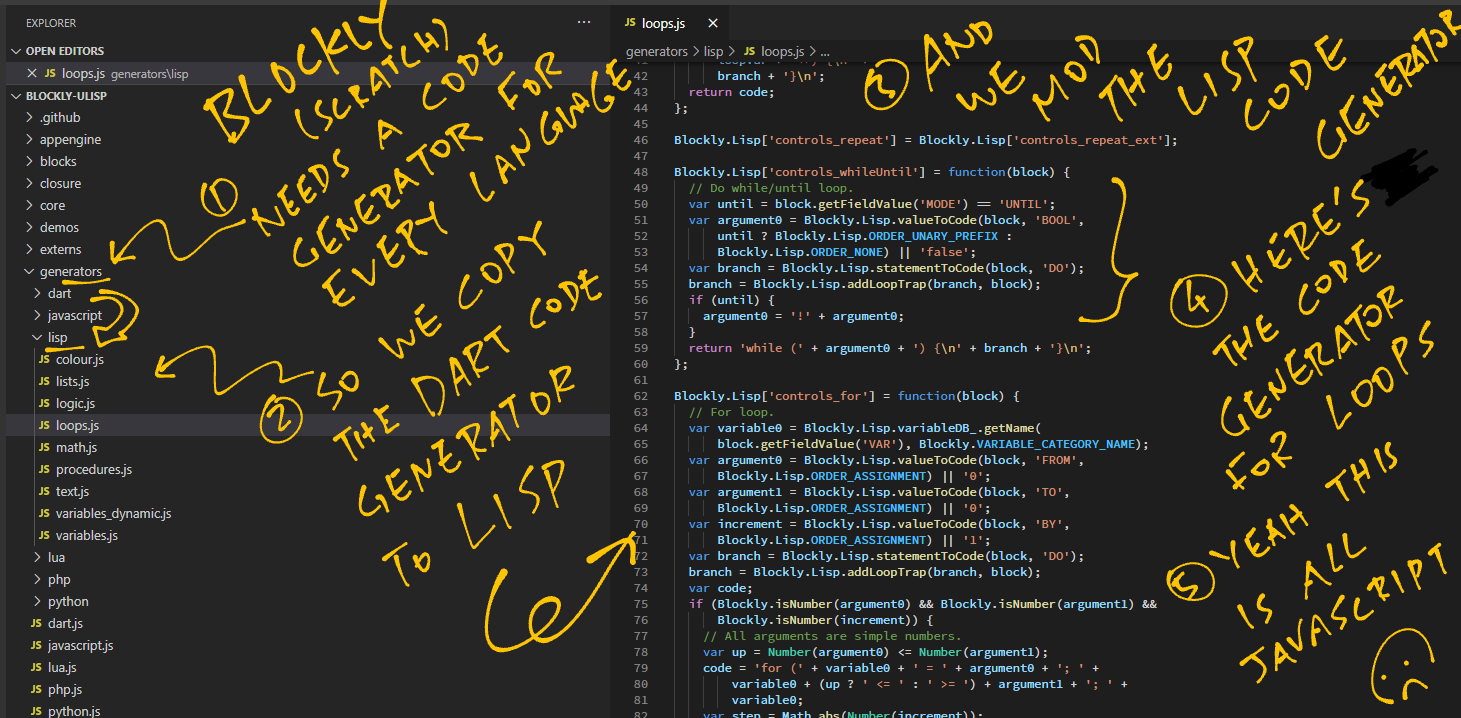 EXPLORER
...
OPEN EDITORS
JS loops.js generators\lisp
BLOCKLY-ULISP
.github
appengine
blocks
closure
core
demos
externs
generators
dart
javascript
lisp
JS colour.js
JS lists.js
JS logic.js
JS loops.js
JS math.js
JS procedures.js
JS text.js
JS variables_dynamic.js
JS variables.js
lua
php
python
JS dart.js
JS javascript.js
JS lua.js
JS php.js
JS python.js
BLOCKLY
(SCRATCH)
① NEEDS A CODE
GENERATOR FOR
EVERY LANGUAGE
② SO WE COPY
THE DART CODE
GENERATOR
TO LISP
JS loops.js
generators > lisp > JS loops.js > ...
42 branch + '}\n';
43 return code;
44 };
45
46 Blockly.Lisp['controls_repeat'] = Blockly.Lisp['controls_repeat_ext'];
47
48 Blockly.Lisp['controls_whileUntil'] = function(block) {
49 // Do while/until loop.
50 var until = block.getFieldValue('MODE') == 'UNTIL';
51 var argument0 = Blockly.Lisp.valueToCode(block, 'BOOL',
52 until ? Blockly.Lisp.ORDER_UNARY_PREFIX :
53 Blockly.Lisp.ORDER_NONE) || 'false';
54 var branch = Blockly.Lisp.statementToCode(block, 'DO');
55 branch = Blockly.Lisp.addLoopTrap(branch, block);
56 if (until) {
57 argument0 = '!' + argument0;
58 }
59 return 'while (' + argument0 + ') {\n' + branch + '}\n';
60 };
61
62 Blockly.Lisp['controls_for'] = function(block) {
63 // For loop.
64 var variable0 = Blockly.Lisp.variableDB_.getName(
65 block.getFieldValue('VAR'), Blockly.VARIABLE_CATEGORY_NAME);
66 var argument0 = Blockly.Lisp.valueToCode(block, 'FROM',
67 Blockly.Lisp.ORDER_ASSIGNMENT) || '0';
68 var argument1 = Blockly.Lisp.valueToCode(block, 'TO',
69 Blockly.Lisp.ORDER_ASSIGNMENT) || '0';
70 var increment = Blockly.Lisp.valueToCode(block, 'BY',
71 Blockly.Lisp.ORDER_ASSIGNMENT) || '1';
72 var branch = Blockly.Lisp.statementToCode(block, 'DO');
73 branch = Blockly.Lisp.addLoopTrap(branch, block);
74 var code;
75 if (Blockly.isNumber(argument0) && Blockly.isNumber(argument1) &&
76 Blockly.isNumber(increment)) {
77 // All arguments are simple numbers.
78 var up = Number(argument0) <= Number(argument1);
79 code = 'for (' + variable0 + ' = ' + argument0 + '; ' +
80 variable0 + (up ? ' <= ' : ' >= ') + argument1 + '; ' +
81 variable0;
82 var step = Math.abs(Number(increment));
③ AND
WE MOD
THE LISP
CODE
GENERATOR
④ HERE'S
THE CODE
GENERATOR
FOR LOOPS
⑤ YEAH THIS
IS ALL
JAVASCRIPT